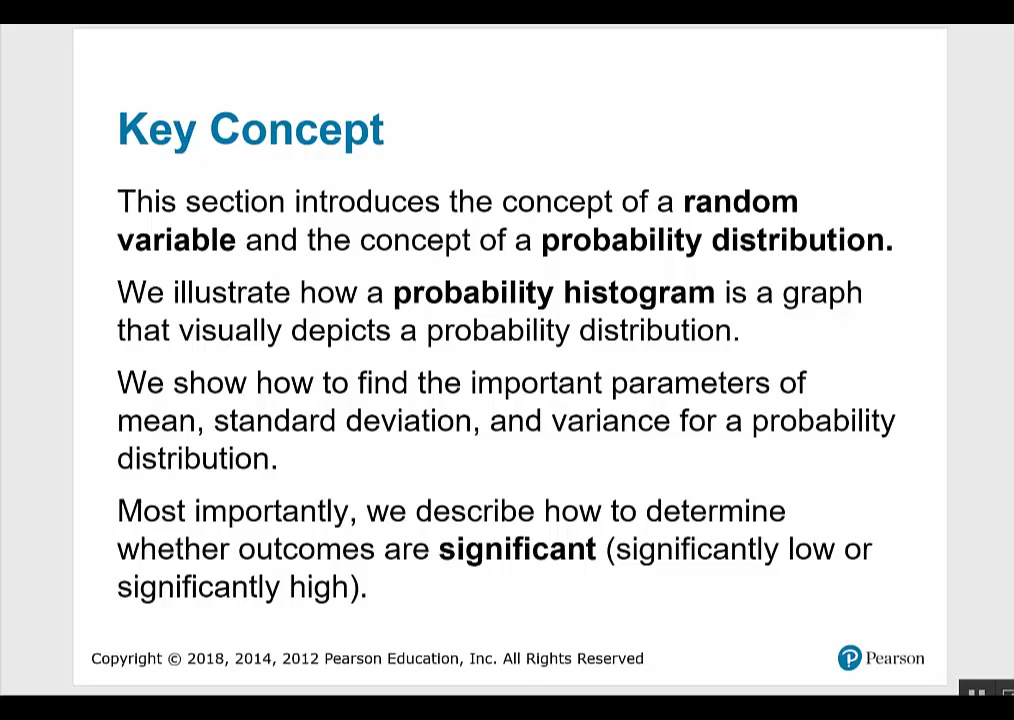 Key Concept
This section introduces the concept of a random
variable and the concept of a probability distribution.
We illustrate how a probability histogram is a graph
that visually depicts a probability distribution.
We show how to find the important parameters of
mean, standard deviation, and variance for a probability
distribution.
Most importantly, we describe how to determine
whether outcomes are significant (significantly low or
significantly high).
Copyright © 2018, 2014, 2012 Pearson Education, Inc. All Rights Reserved
P Pearson